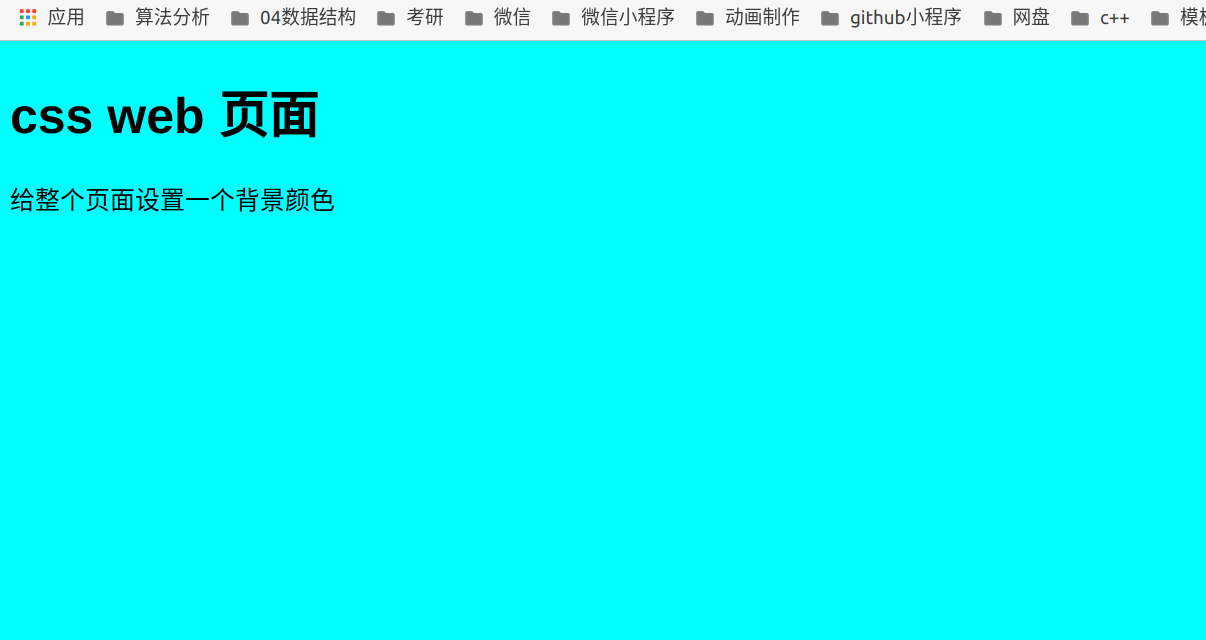 应用 算法分析 04数据结构 考研 微信 微信小程序 动画制作 github小程序 网盘 c++
css web 页面
给整个页面设置一个背景颜色